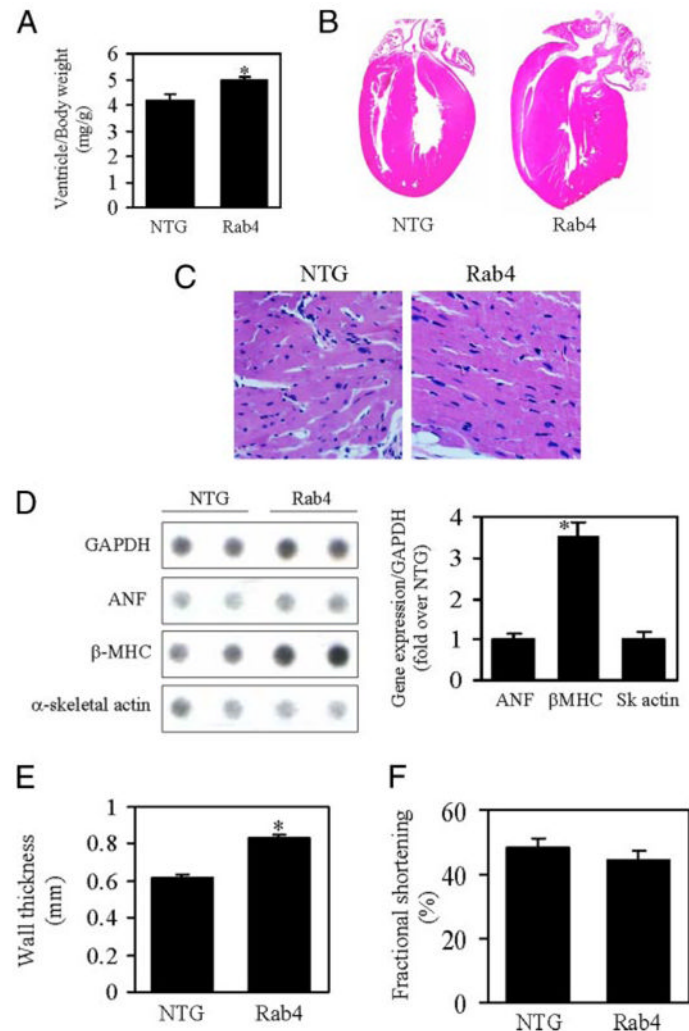 A
Ventricle/Body weight
(mg/g)
6
5
4
3
2
1
0
*
NTG Rab4
B
NTG Rab4
C
NTG Rab4
D
NTG Rab4
GAPDH
ANF
β-MHC
α-skeletal actin
Gene expression/GAPDH
(fold over NTG)
4
3
2
1
0
*
ANF βMHC Sk actin
E
Wall thickness
(mm)
1
0.8
0.6
0.4
0.2
0
*
NTG Rab4
F
Fractional shortening
(%)
60
40
20
0
NTG Rab4